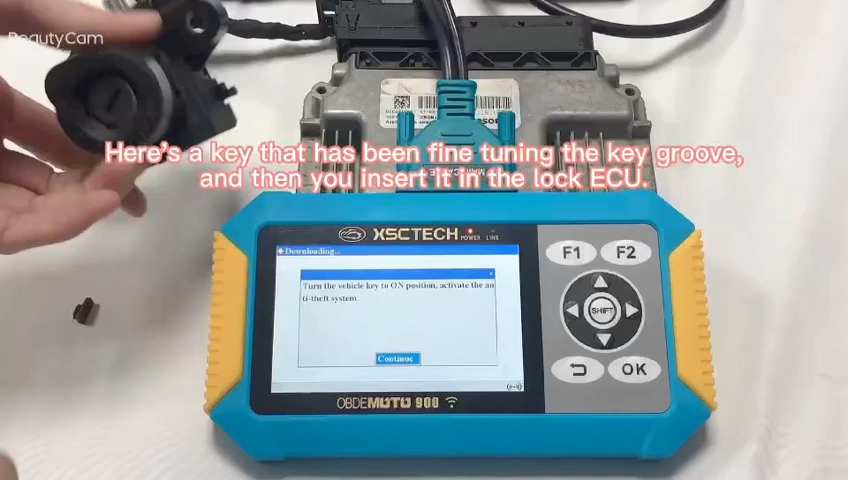 BeautyCam
Here's a key that has been fine tuning the key groove,
and then you insert it in the lock ECU.
XSCTECH
POWER
LINK
Downloading...
Turn the vehicle key to ON position, activate the an
ti-theft system.
Continue
OBDEMOTO 900
F1
F2
SHIFT
OK